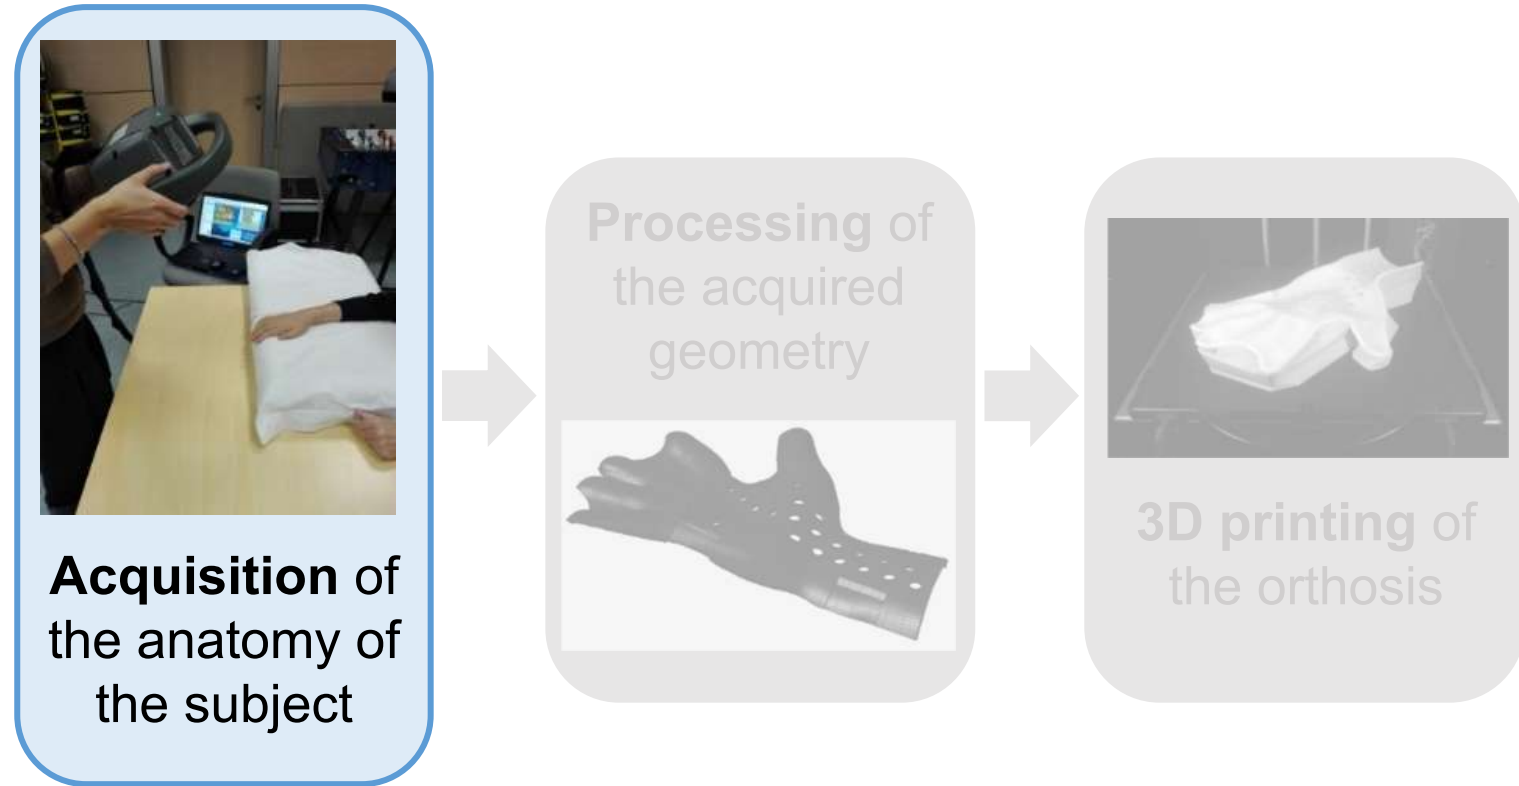 Acquisition of
the anatomy of
the subject
Processing of
the acquired
geometry
3D printing of
the orthosis